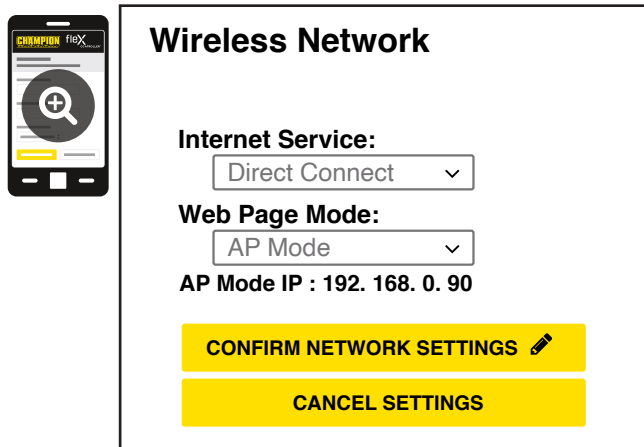 CHAMPION fleX
CONTROLLER
Wireless Network
Internet Service:
Direct Connect
Web Page Mode:
AP Mode
AP Mode IP : 192. 168. 0. 90
CONFIRM NETWORK SETTINGS
CANCEL SETTINGS